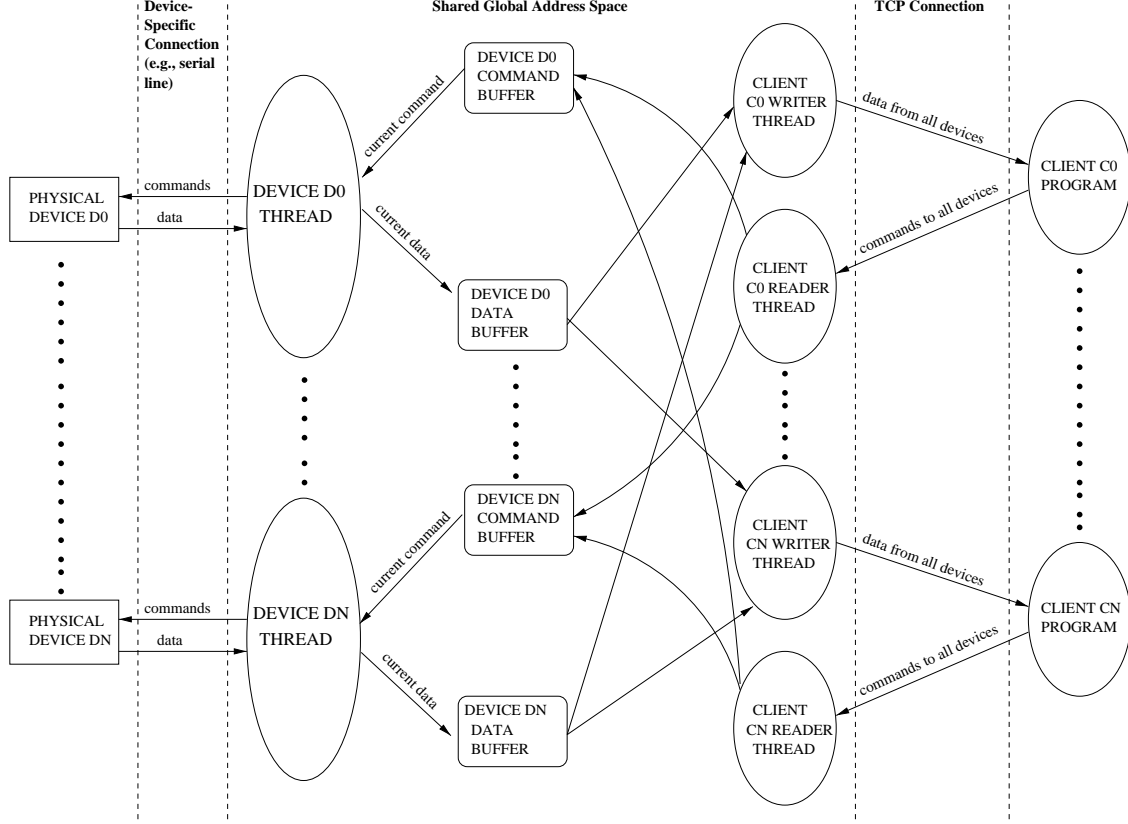 Device-
Specific
Connection
(e.g., serial
line)
Shared Global Address Space
TCP Connection
DEVICE D0
COMMAND
BUFFER
CLIENT
C0 WRITER
THREAD
current command
data from all devices
CLIENT C0
PROGRAM
PHYSICAL
DEVICE D0
commands
data
DEVICE D0
THREAD
current data
commands to all devices
CLIENT
C0 READER
THREAD
DEVICE D0
DATA
BUFFER
DEVICE DN
COMMAND
BUFFER
CLIENT
CN WRITER
THREAD
current command
data from all devices
CLIENT CN
PROGRAM
PHYSICAL
DEVICE DN
commands
data
DEVICE DN
THREAD
current data
commands to all devices
CLIENT
CN READER
THREAD
DEVICE DN
DATA
BUFFER